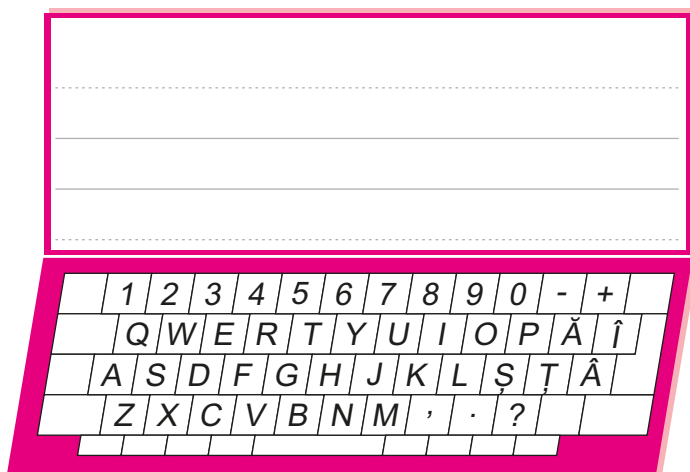 1 2 3 4 5 6 7 8 9 0 - +
Q W E R T Y U I O P Ă Î
A S D F G H J K L Ș Ț Â
Z X C V B N M , . ?